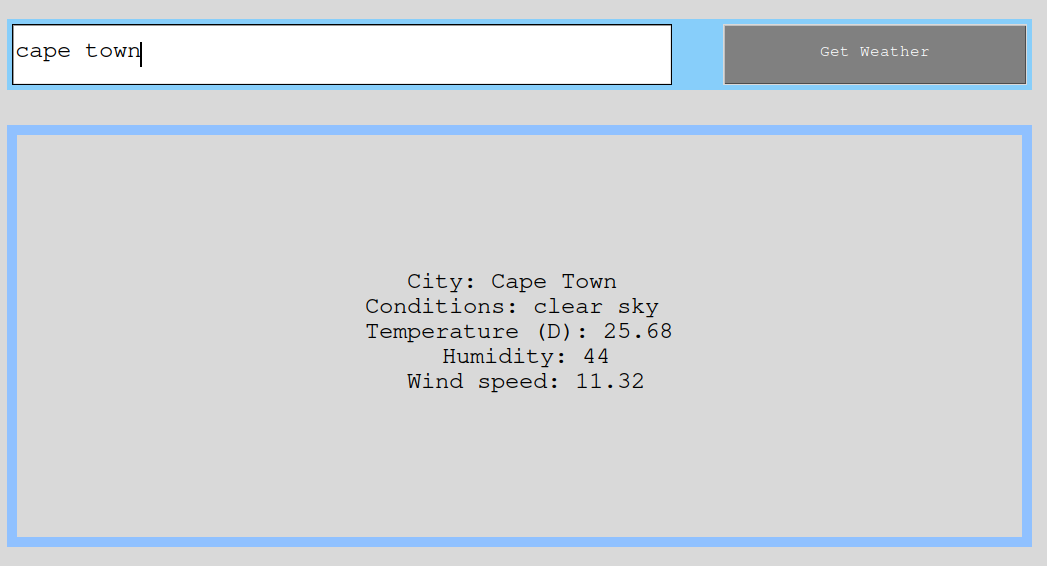 cape town
Get Weather
City: Cape Town
Conditions: clear sky
Temperature (D): 25.68
Humidity: 44
Wind speed: 11.32